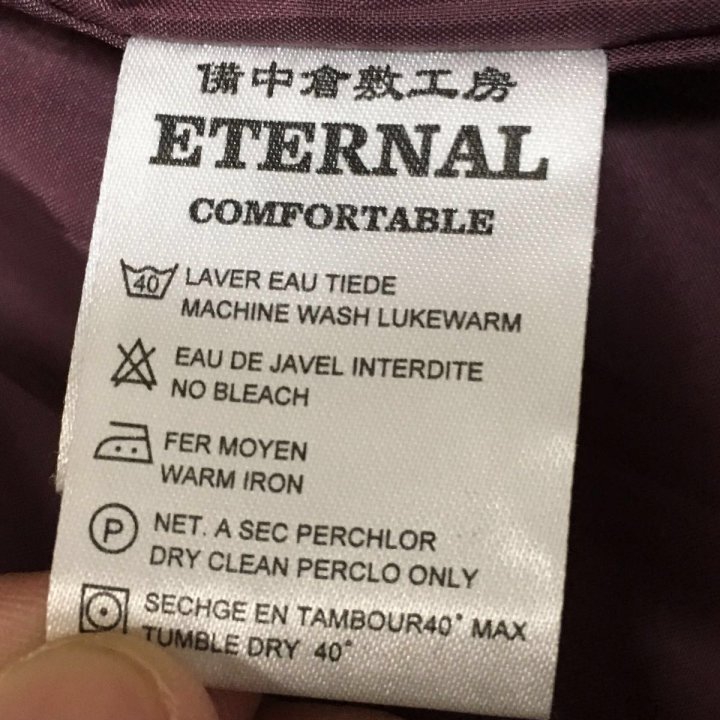 備中倉敷工房
ETERNAL
COMFORTABLE
40 LAVER EAU TIEDE
MACHINE WASH LUKEWARM
EAU DE JAVEL INTERDITE
NO BLEACH
FER MOYEN
WARM IRON
P NET. A SEC PERCHLOR
DRY CLEAN PERCLO ONLY
SECHGE EN TAMBOUR40° MAX
TUMBLE DRY 40°